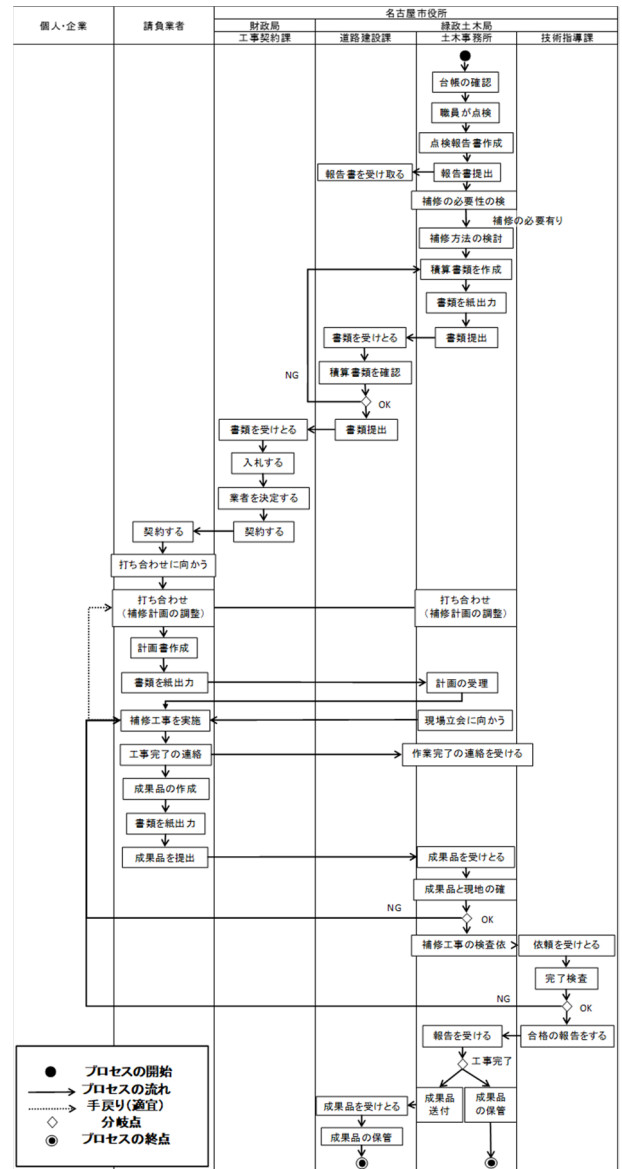 名古屋市役所
個人・企業
請負業者
財政局
緑政土木局
工事契約課
道路建設課
土木事務所
技術指導課
台帳の確認
職員が点検
点検報告書作成
報告書を受け取る
報告書提出
補修の必要性の検
補修の必要有り
補修方法の検討
積算書類を作成
書類を紙出力
書類を受けとる
書類提出
積算書類を確認
NG
OK
書類を受けとる
書類提出
入札する
業者を決定する
契約する
契約する
打ち合わせに向かう
打ち合わせ
（補修計画の調整）
打ち合わせ
（補修計画の調整）
計画書作成
書類を紙出力
計画の受理
補修工事を実施
現場立会に向かう
工事完了の連絡
作業完了の連絡を受ける
成果品の作成
書類を紙出力
成果品を提出
成果品を受けとる
成果品と現地の確
NG
OK
補修工事の検査依
依頼を受けとる
完了検査
NG
OK
報告を受ける
合格の報告をする
工事完了
成果品を受けとる
成果品
送付
成果品
の保管
成果品の保管
プロセスの開始
プロセスの流れ
手戻り(適宜)
分岐点
プロセスの終点